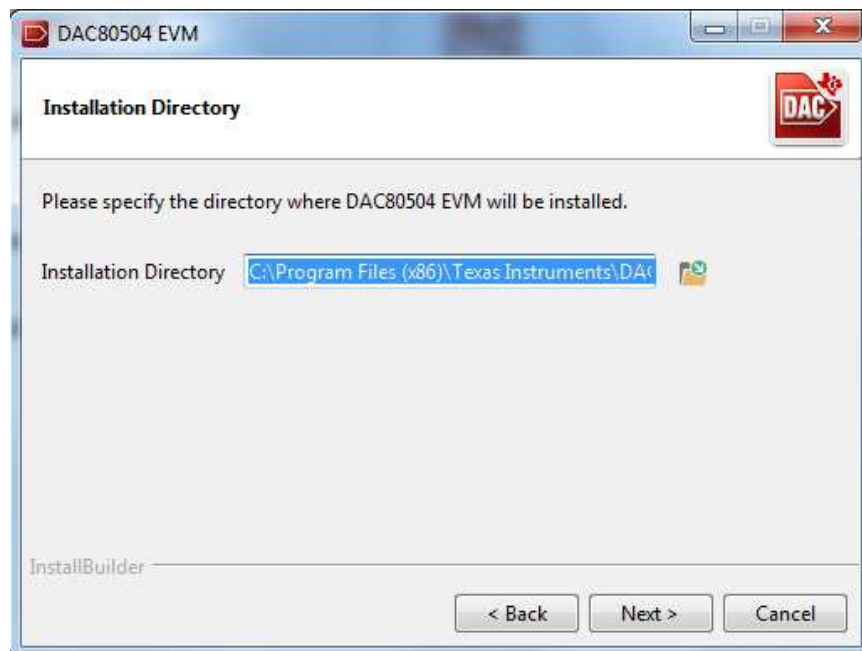 DAC80504 EVM
Installation Directory
DAC
Please specify the directory where DAC80504 EVM will be installed.
Installation Directory C:\Program Files (x86)\Texas Instruments\DA
InstallBuilder
< Back Next > Cancel